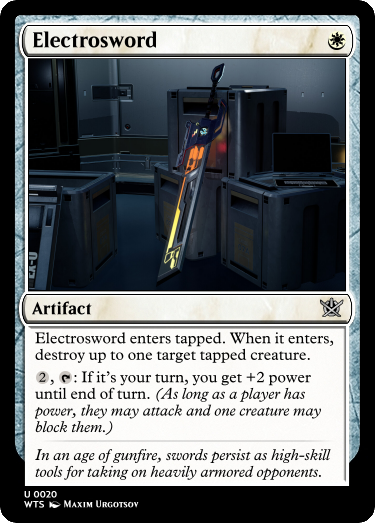 Electrosword
Artifact
Electrosword enters tapped. When it enters,
destroy up to one target tapped creature.
2, : If it's your turn, you get +2 power
until end of turn. (As long as a player has
power, they may attack and one creature may
block them.)
In an age of gunfire, swords persist as high-skill
tools for taking on heavily armored opponents.
U 0020
WTS Maxim Urgotsov